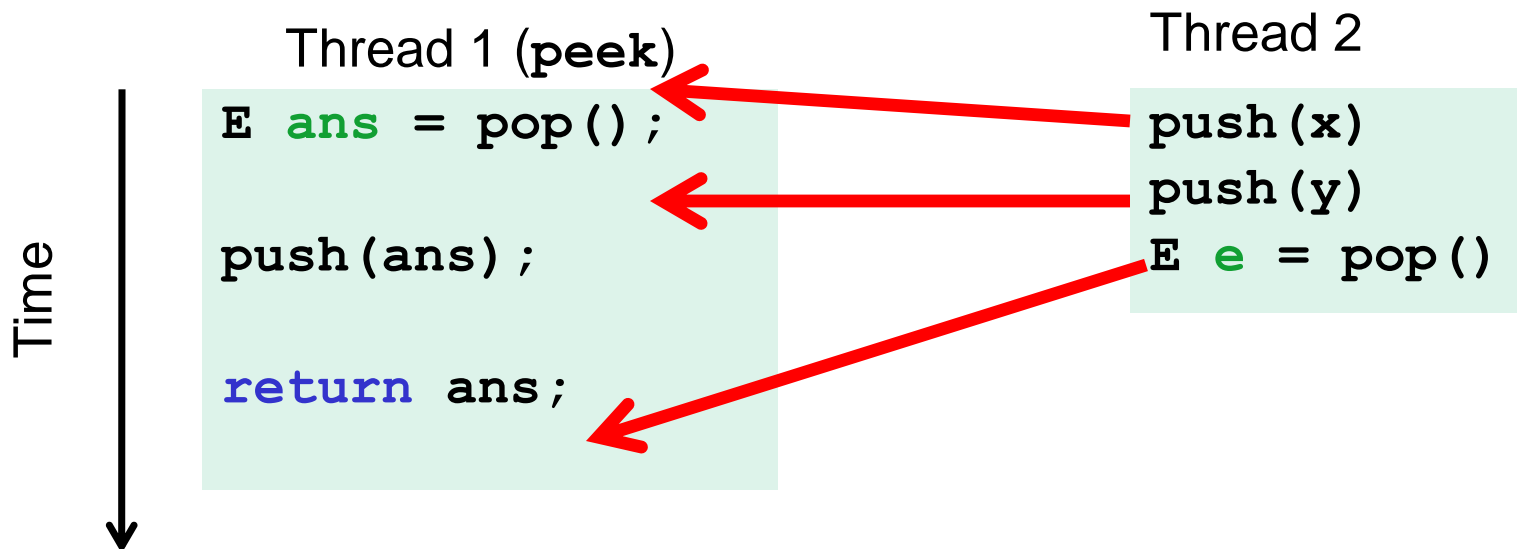 Thread 1 (peek)
E ans = pop();
push(ans);
return ans;
Thread 2
push(x)
push(y)
E e = pop()
Time